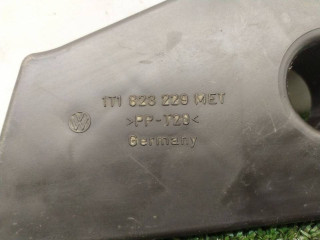 1T1 823 229 MET
>PP-T20<
Germany